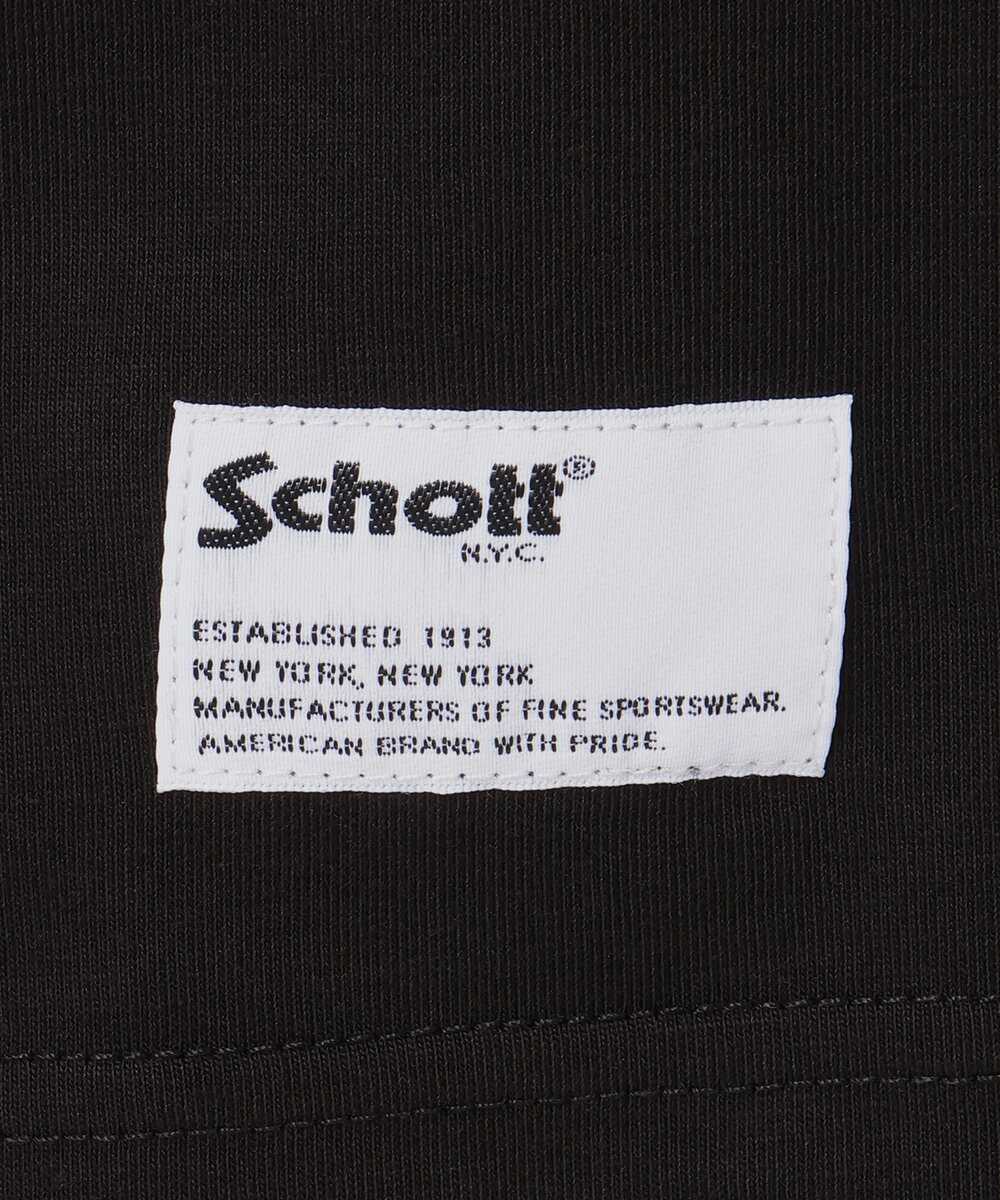 Schott®
N.Y.C.
ESTABLISHED 1913
NEW YORK, NEW YORK
MANUFACTURERS OF FINE SPORTSWEAR.
AMERICAN BRAND WITH PRIDE.